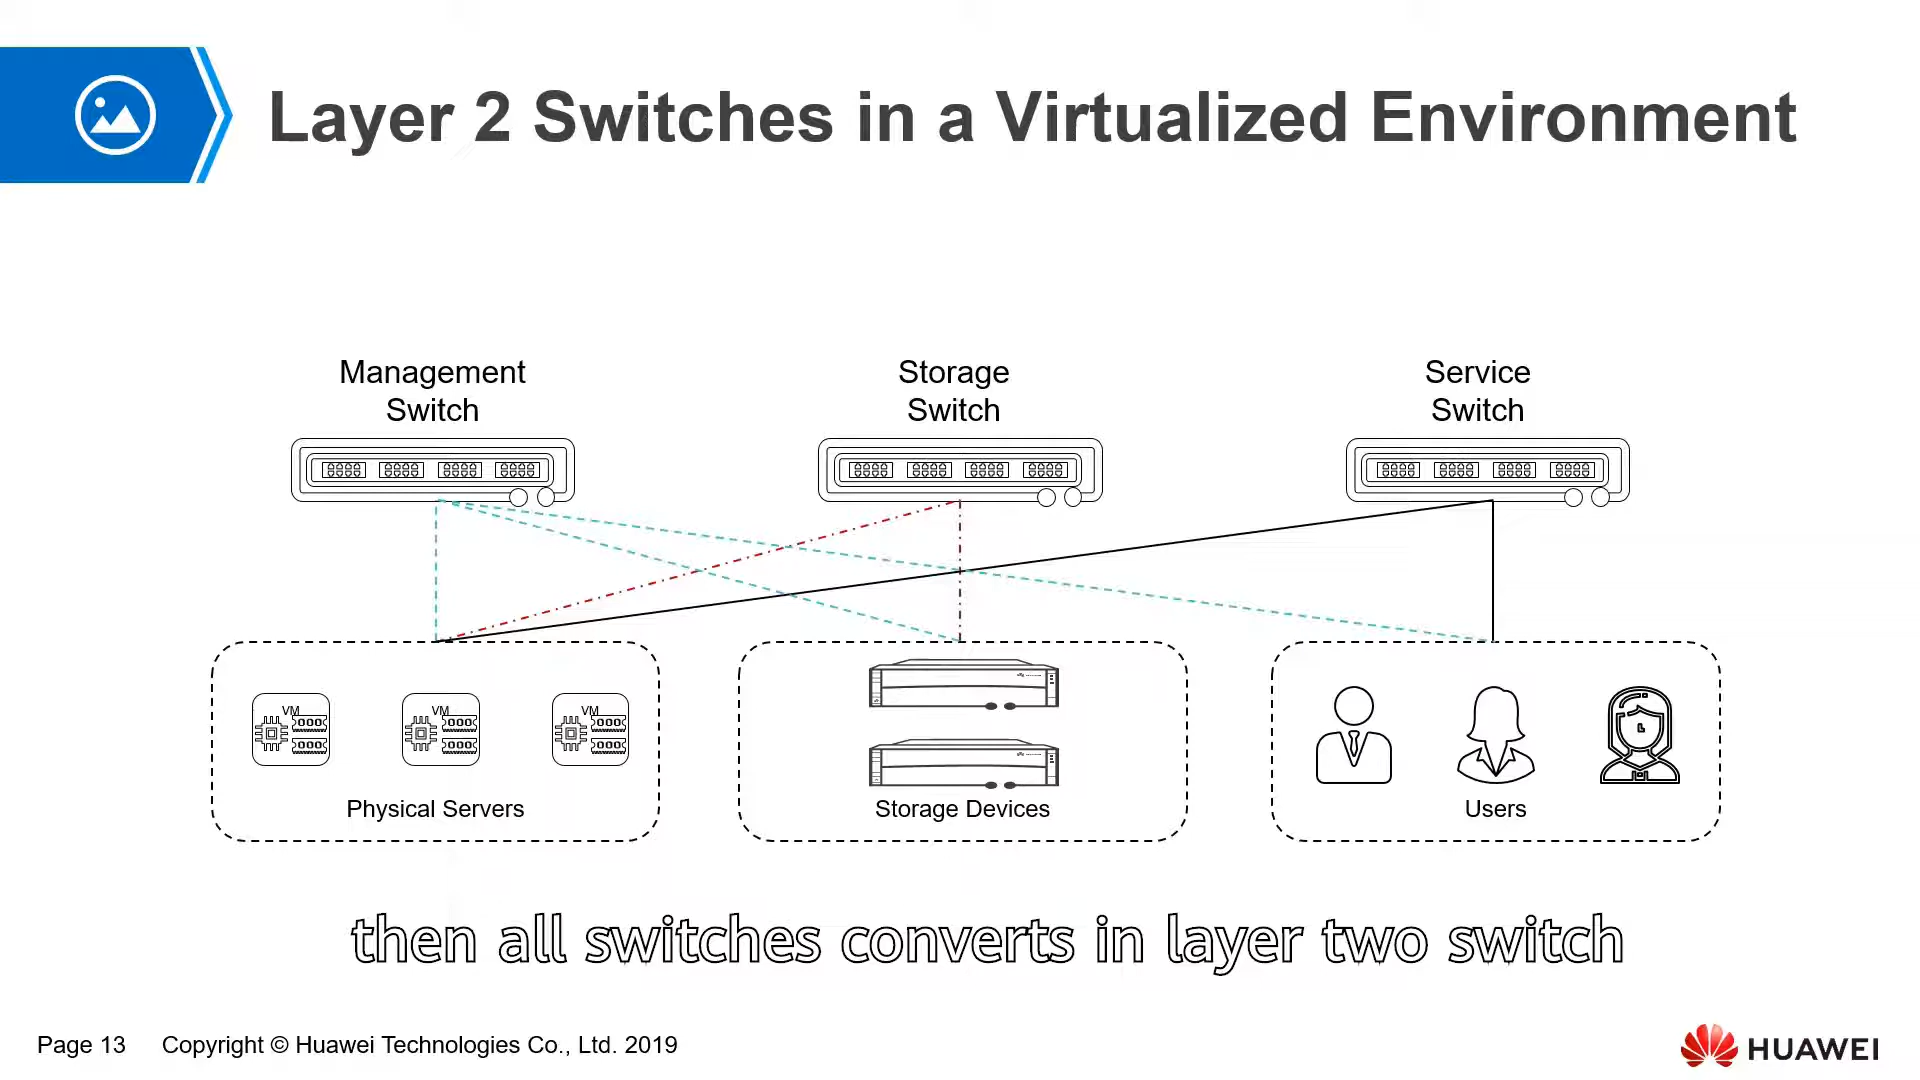 Layer 2 Switches in a Virtualized Environment
Management
Switch
Storage
Switch
Service
Switch
VM
VM
VM
Physical Servers
Storage Devices
Users
then all switches converts in layer two switch
Page 13
Copyright © Huawei Technologies Co., Ltd. 2019
HUAWEI